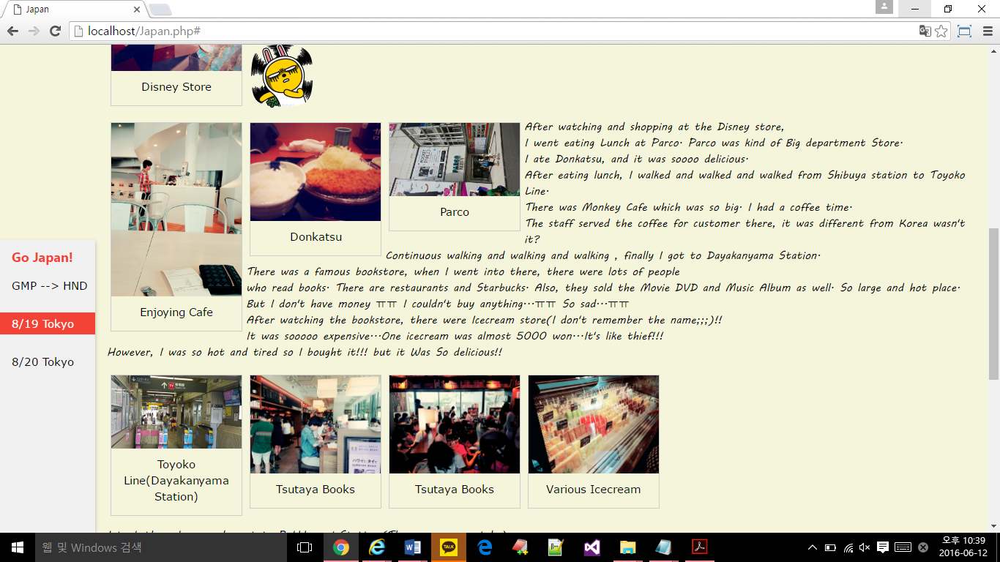 Japan
localhost/Japan.php#
Disney Store
After watching and shopping at the Disney store,
I went eating Lunch at Parco. Parco was kind of Big department Store.
I ate Donkatsu, and it was soooo delicious.
After eating lunch, I walked and walked and walked from Shibuya station to Toyoko
Line.
There was Monkey Cafe which was so big. I had a coffee time.
The staff served the coffee for customer there, it was different from Korea wasn't
it?
Continuous walking and walking and walking , finally I got to Dayakanyama Station.
There was a famous bookstore, when I went into there, there were lots of people
who read books. There are restaurants and Starbucks. Also, they sold the Movie DVD and Music Album as well. So large and hot place.
But I don't have money ㅠㅠ I couldn't buy anything...ㅠㅠ So sad...ㅠㅠ
After watching the bookstore, there were Icecream store(I don't remember the name;;;)!!
It was sooooo expensive...One icecream was almost 5000 won...It's like thief!!!
However, I was so hot and tired so I bought it!!! but it Was So delicious!!
Parco
Donkatsu
Enjoying Cafe
Go Japan!
GMP --> HND
8/19 Tokyo
8/20 Tokyo
Toyoko
Line(Dayakanyama
Station)
Tsutaya Books
Tsutaya Books
Various Icecream
웹 및 Windows 검색
TALK
오후 10:39
2016-06-12